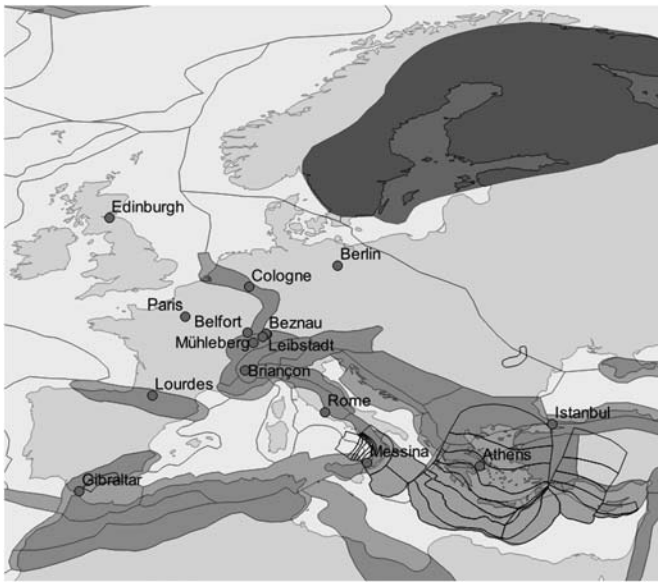 Edinburgh
Berlin
Cologne
Paris
Belfort
Beznau
Mühleberg
Leibstadt
Briançon
Lourdes
Rome
Istanbul
Messina
Athens
Gibraltar